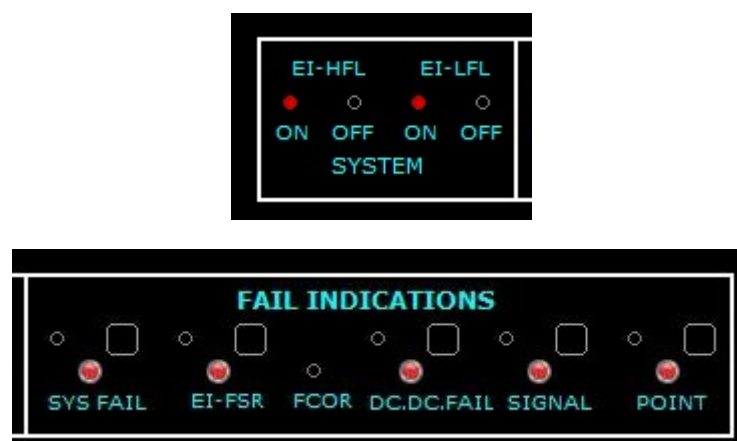 EI-HFL EI-LFL
ON OFF ON OFF
SYSTEM
FAIL INDICATIONS
SYS FAIL EI-FSR FCOR DC.DC.FAIL SIGNAL POINT